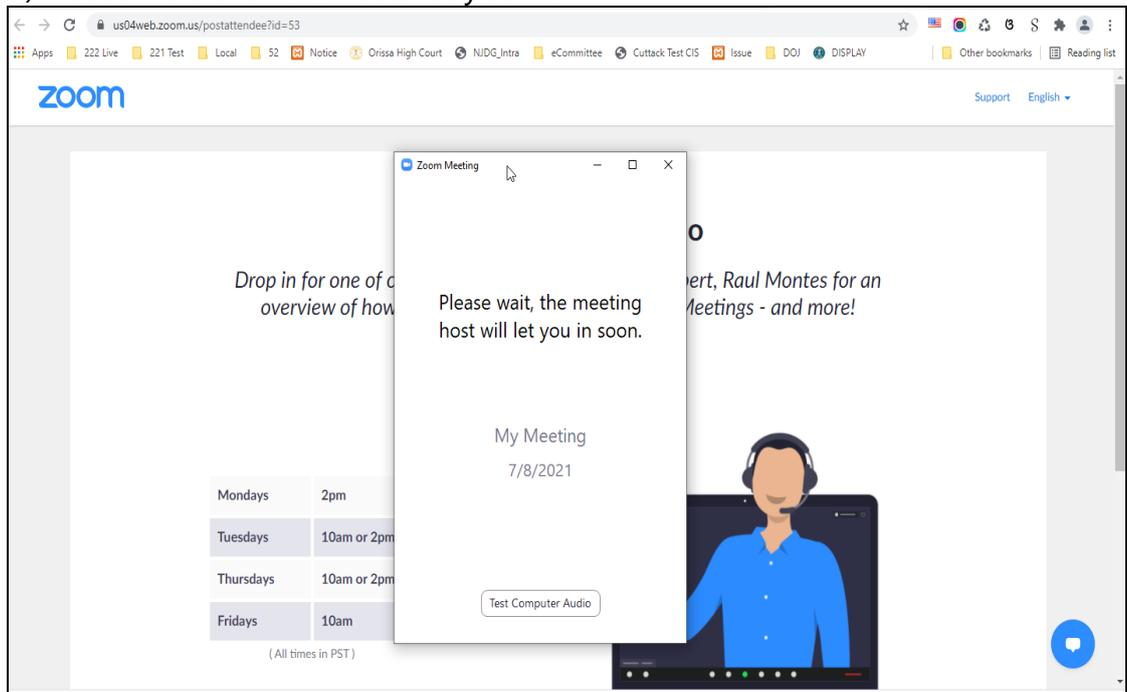 us04web.zoom.us/postattendee?id=53
Apps 222 Live 221 Test Local 52 Notice Orissa High Court NJDG_Intra eCommittee Cuttack Test CIS Issue DOJ DISPLAY Other bookmarks Reading list
zoom Support English
Zoom Meeting
Drop in for one of Raul Montes for an
overview of how Meetings - and more!
Please wait, the meeting
host will let you in soon.
My Meeting
7/8/2021
Mondays 2pm
Tuesdays 10am or 2pm
Thursdays 10am or 2pm
Fridays 10am
( All times in PST )
Test Computer Audio